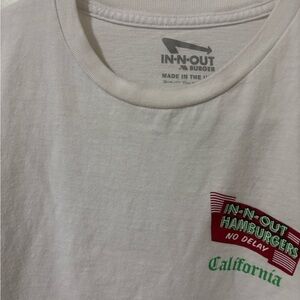 IN-N-OUT
BURGER
MADE IN THE U
IN-N-OUT
HAMBURGERS
NO DELAY
California